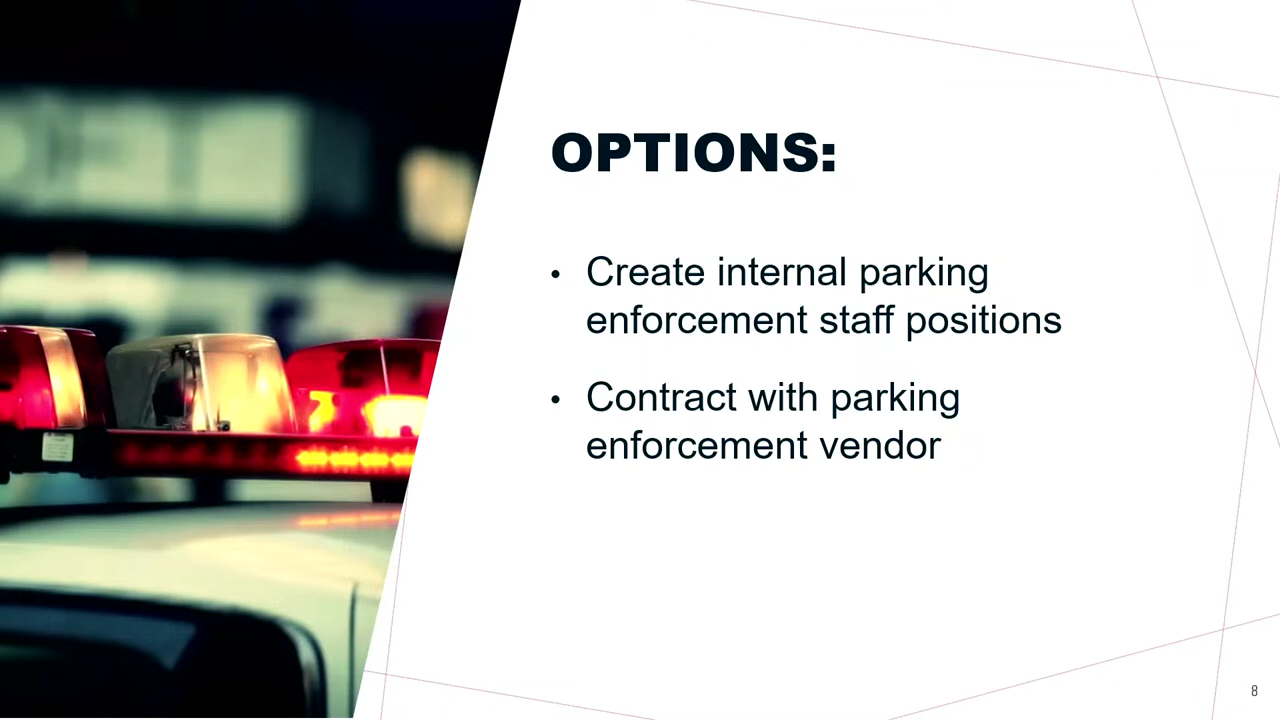 OPTIONS:
• Create internal parking
enforcement staff positions
• Contract with parking
enforcement vendor
8